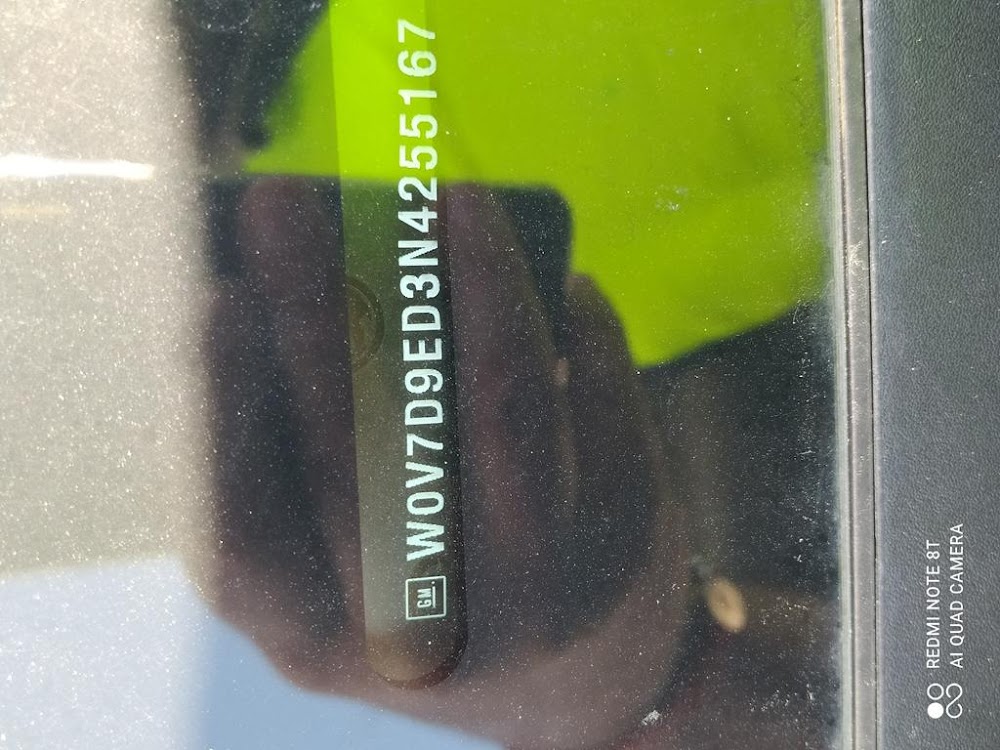 GM W0V7D9ED3N4255167
REDMI NOTE 8T
AI QUAD CAMERA